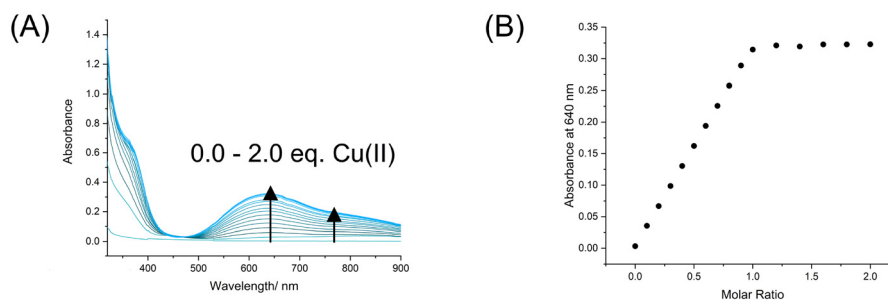 (A)
1.4
1.2
1.0
0.8
0.6
0.4
0.2
0.0
Absorbance
0.0 - 2.0 eq. Cu(II)
400 500 600 700 800 900
Wavelength/ nm
(B)
0.35
0.30
0.25
0.20
0.15
0.10
0.05
0.00
Absorbance at 640 nm
0.0 0.5 1.0 1.5 2.0
Molar Ratio